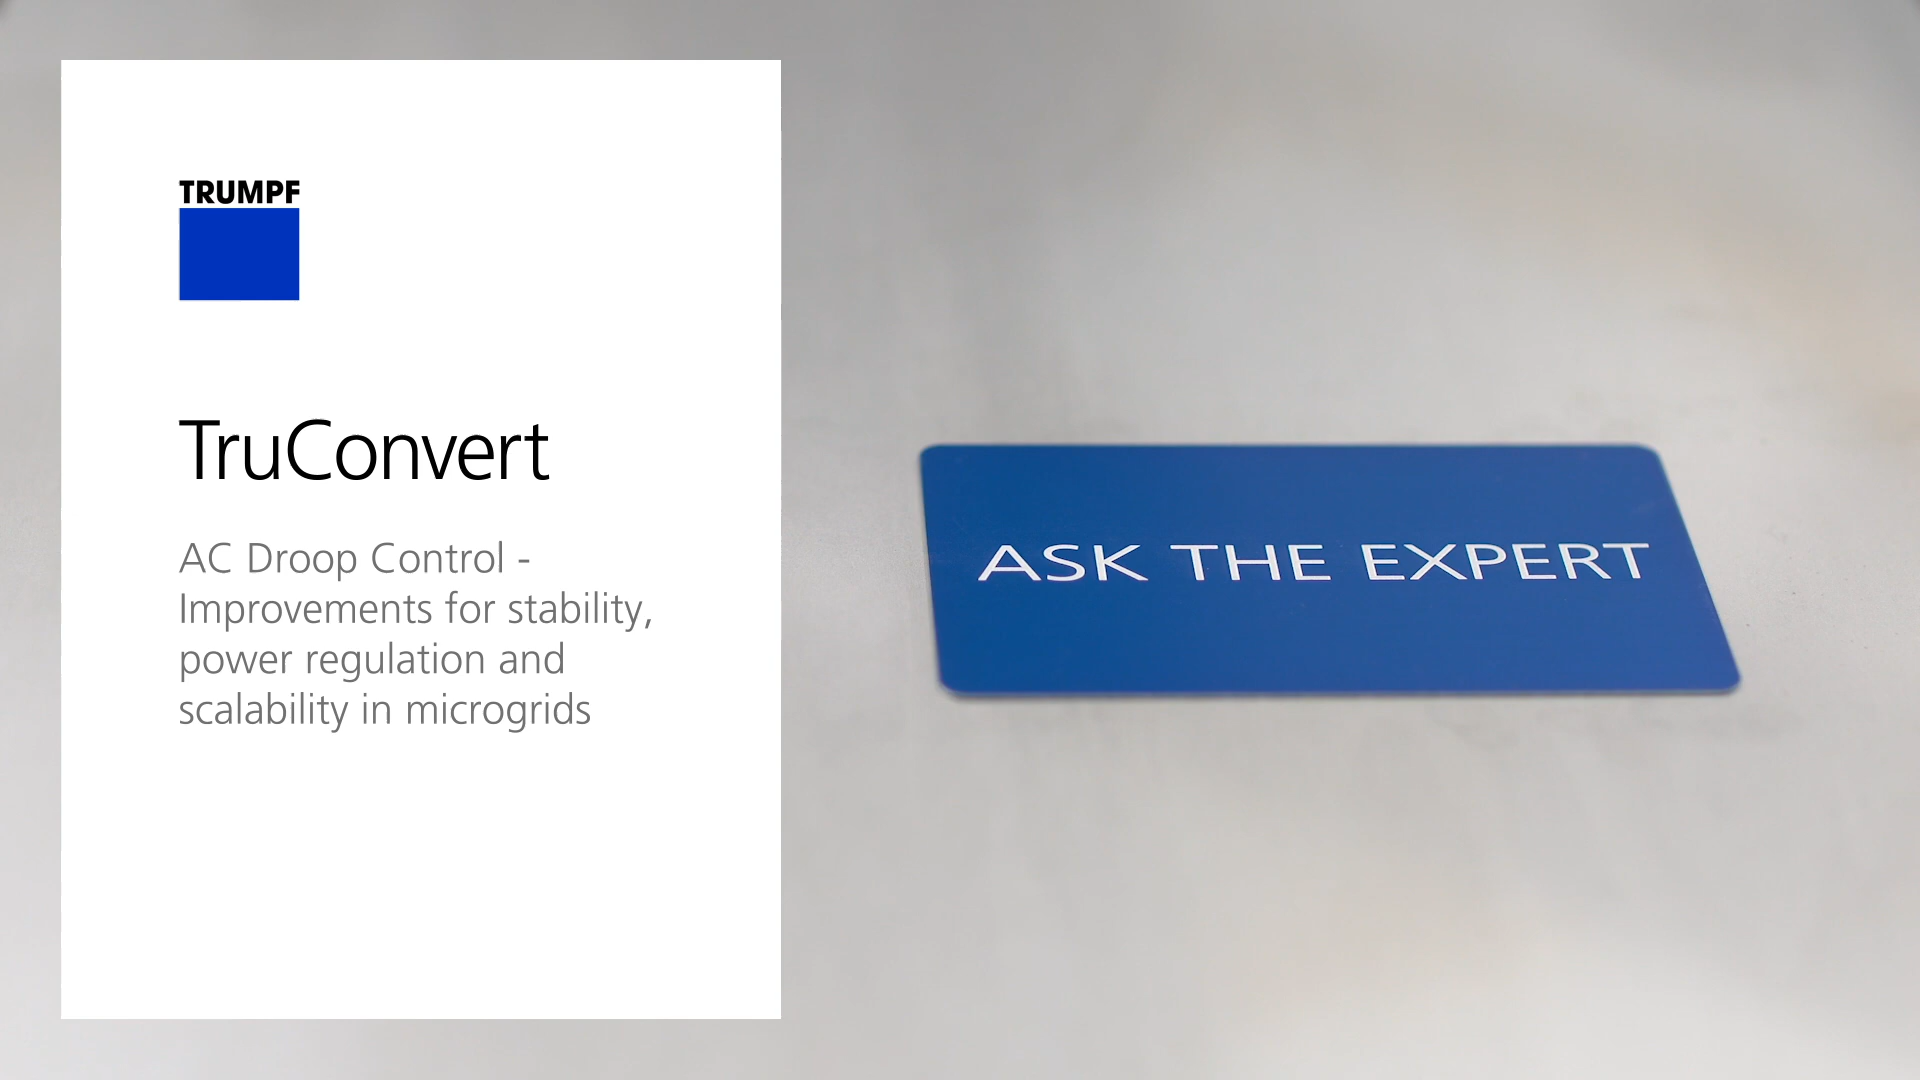 TRUMPF
TruConvert
AC Droop Control -
Improvements for stability,
power regulation and
scalability in microgrids
ASK THE EXPERT